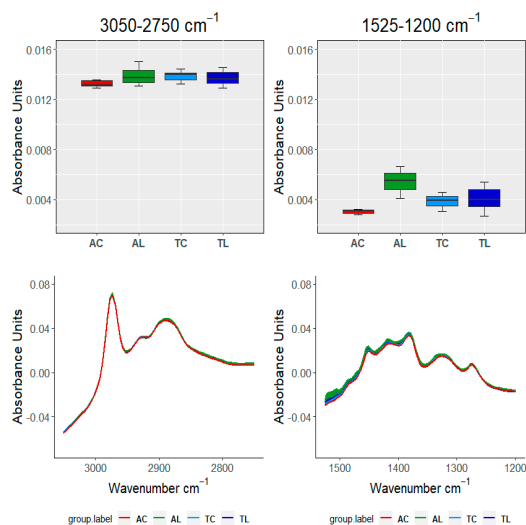 3050-2750 cm⁻¹
1525-1200 cm⁻¹
Absorbance Units
0.016
0.012
0.008
0.004
AC AL TC TL
Absorbance Units
0.016
0.012
0.008
0.004
AC AL TC TL
Absorbance Units
0.08
0.04
0.00
-0.04
3000 2900 2800
Wavenumber cm⁻¹
Absorbance Units
0.08
0.04
0.00
-0.04
1500 1400 1300 1200
Wavenumber cm⁻¹
group.label AC AL TC TL
group.label AC AL TC TL